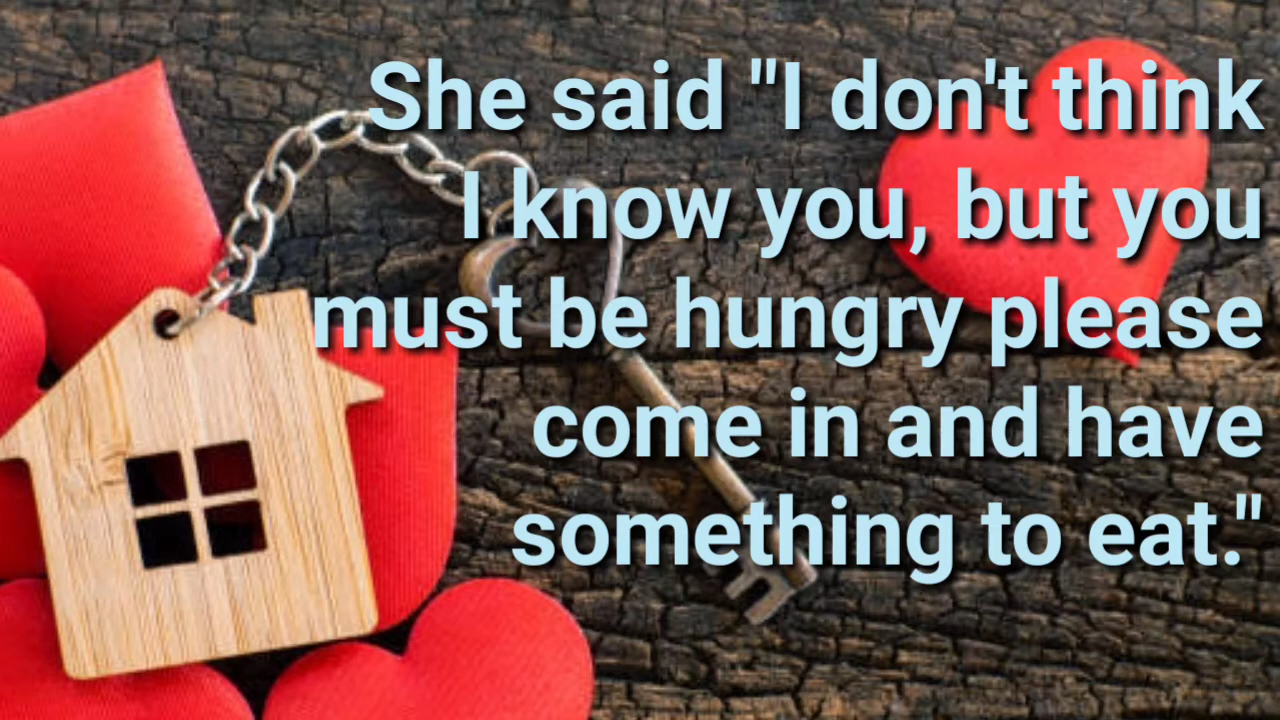 She said "I don't think
I know you, but you
must be hungry please
come in and have
something to eat."